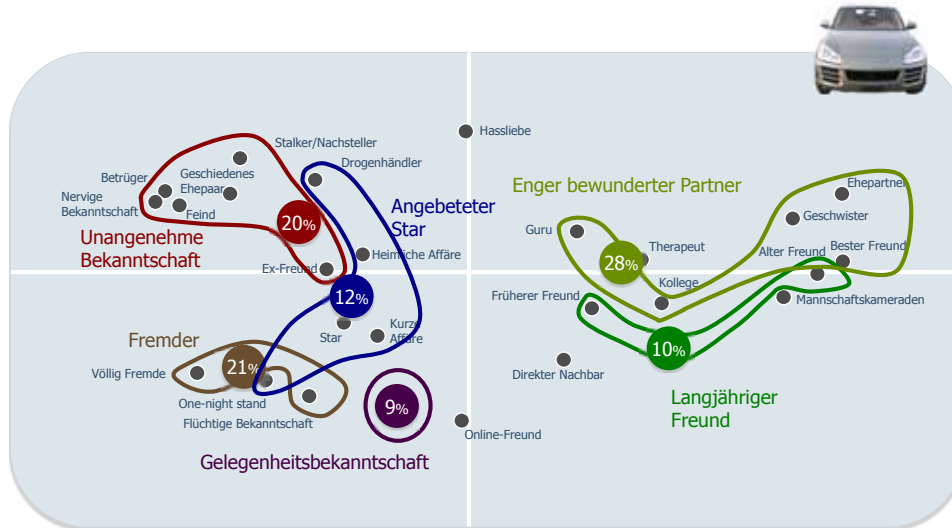 Hassliebe
Stalker/Nachsteller
Drogenhändler
Geschiedenes
Ehepaar
Betrüger
Nervige
Bekanntschaft
Feind
20%
Unangenehme
Bekanntschaft
Angebeteter
Star
Heimliche Affäre
Ex-Freund
12%
Star
Kurze
Affäre
Enger bewunderter Partner
Ehepartner
Geschwister
Guru
Therapeut
28%
Alter Freund
Bester Freund
Kollege
Früherer Freund
Mannschaftskameraden
10%
Direkter Nachbar
Langjähriger
Freund
Fremder
21%
Völlig Fremde
One-night stand
Flüchtige Bekanntschaft
9%
Online-Freund
Gelegenheitsbekanntschaft